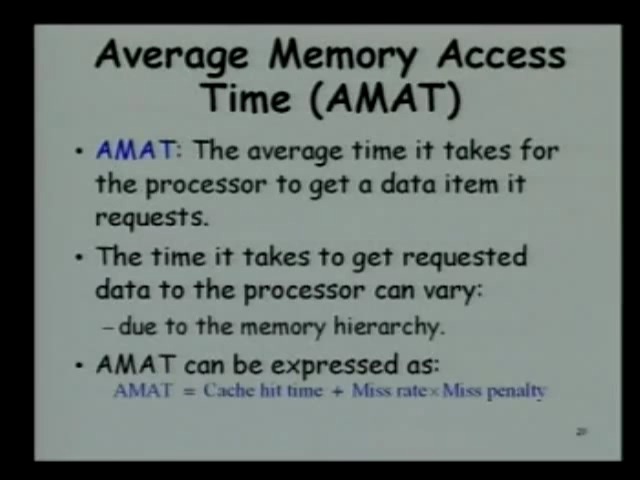 Average Memory Access
Time (AMAT)
• AMAT: The average time it takes for
the processor to get a data item it
requests.
• The time it takes to get requested
data to the processor can vary:
–due to the memory hierarchy.
• AMAT can be expressed as:
AMAT = Cache hit time + Miss rate×Miss penalty